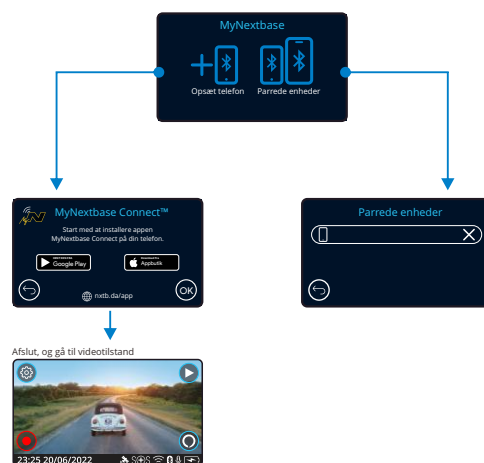 MyNextbase
Opsæt telefon
Parrede enheder
MyNextbase Connect™
Start med at installere appen
MyNextbase Connect på din telefon.
Google Play
Appbutik
nxtb.da/app
OK
Parrede enheder
Afslut, og gå til videotilstand
23:25 20/06/2022
SOS